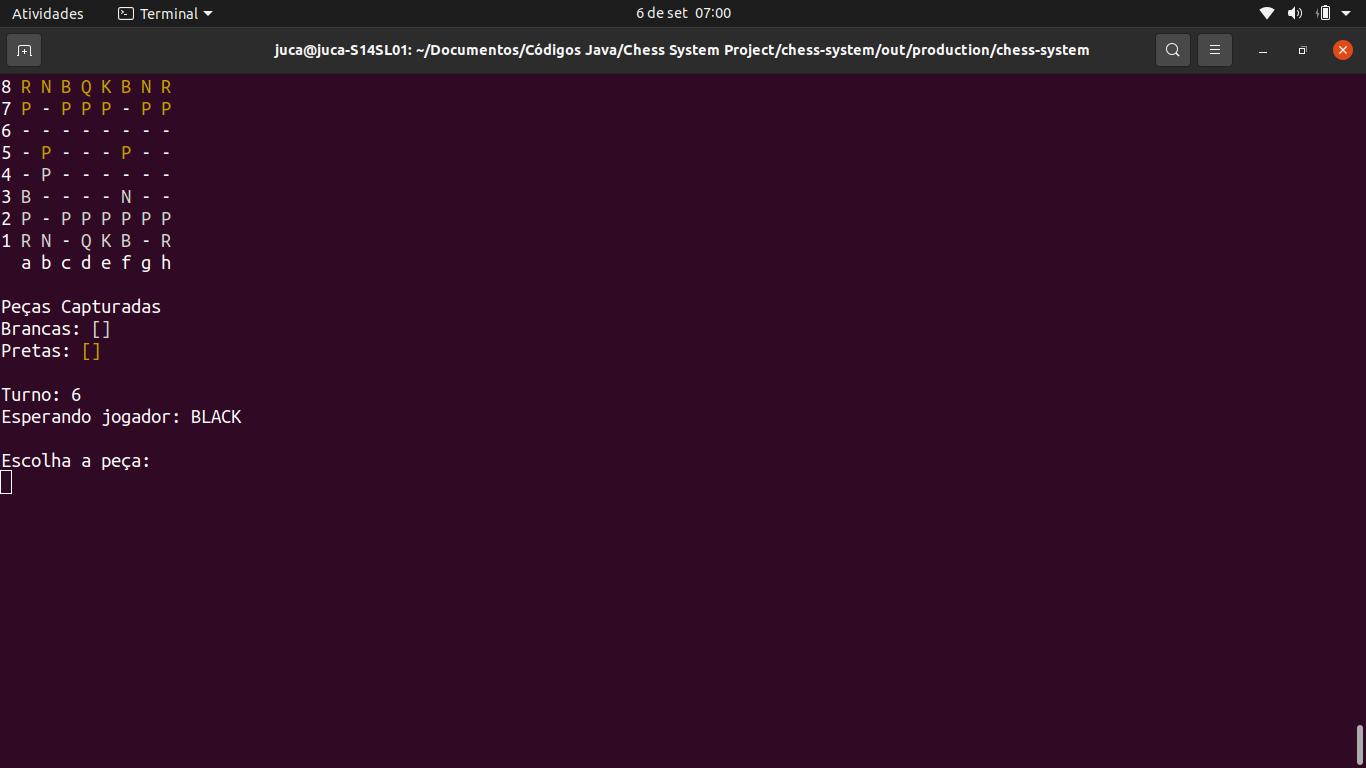 Atividades Terminal 6 de set 07:00
juca@juca-S14SL01: ~/Documentos/Códigos Java/Chess System Project/chess-system/out/production/chess-system
8 R N B Q K B N R
7 P - P P P - P P
6 - - - - - - - -
5 - P - - - P - -
4 - P - - - - - -
3 B - - - - N - -
2 P - P P P P P P
1 R N - Q K B - R
a b c d e f g h
Peças Capturadas
Brancas: []
Pretas: []
Turno: 6
Esperando jogador: BLACK
Escolha a peça: